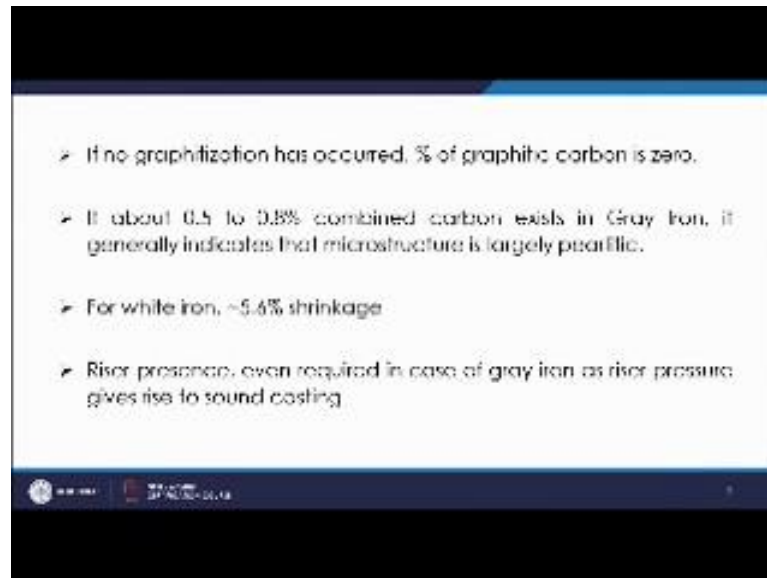 ➢ If no graphitization has occurred, % of graphitic carbon is zero.
➢ If about 0.5 to 0.8% combined carbon exists in Gray Iron, it
generally indicates that microstructure is largely pearlitic.
➢ For white iron, ~5.6% shrinkage
➢ Riser presence, even required in case of gray iron as riser pressure
gives rise to sound casting